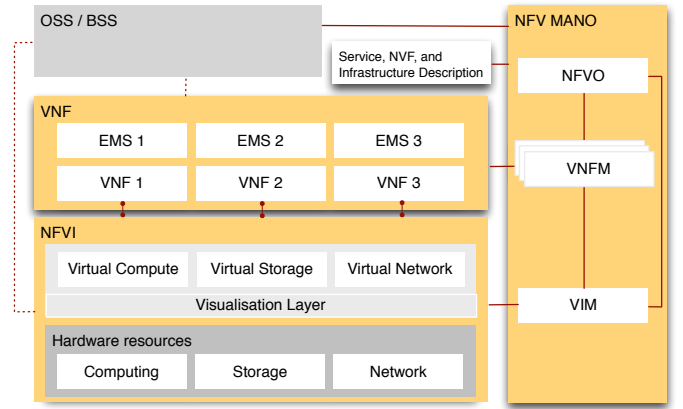 OSS / BSS
NFV MANO
Service, NVF, and
Infrastructure Description
NFVO
VNF
EMS 1
EMS 2
EMS 3
VNF 1
VNF 2
VNF 3
VNFM
NFVI
Virtual Compute
Virtual Storage
Virtual Network
Visualisation Layer
VIM
Hardware resources
Computing
Storage
Network